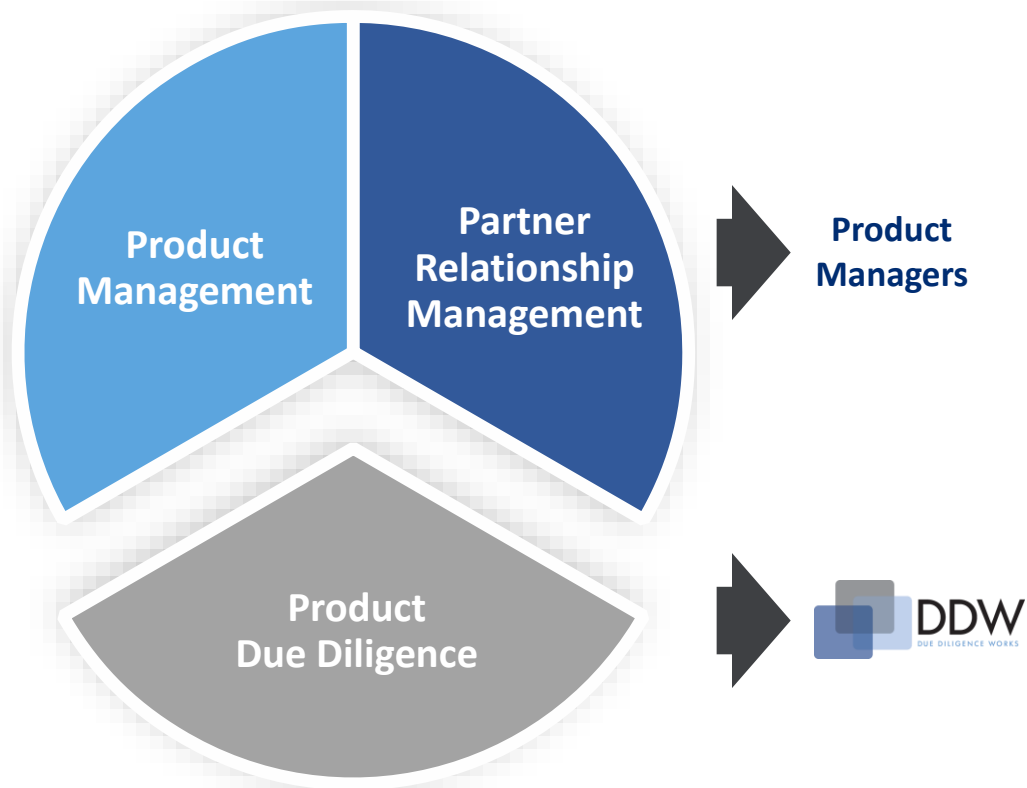 Product
Management
Partner
Relationship
Management
Product
Managers
Product
Due Diligence
DDW
DUE DILIGENCE WORKS